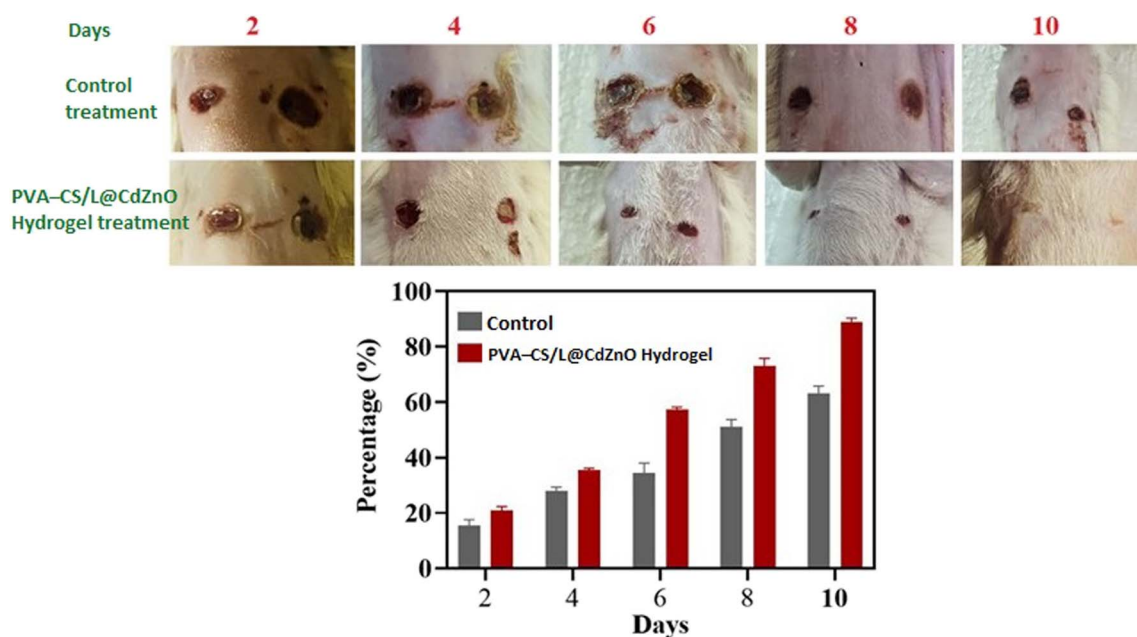 Days 2 4 6 8 10
Control
treatment
PVA–CS/L@CdZnO
Hydrogel treatment
100
80
60
40
20
0
Percentage (%)
Control
PVA–CS/L@CdZnO Hydrogel
2 4 6 8 10
Days